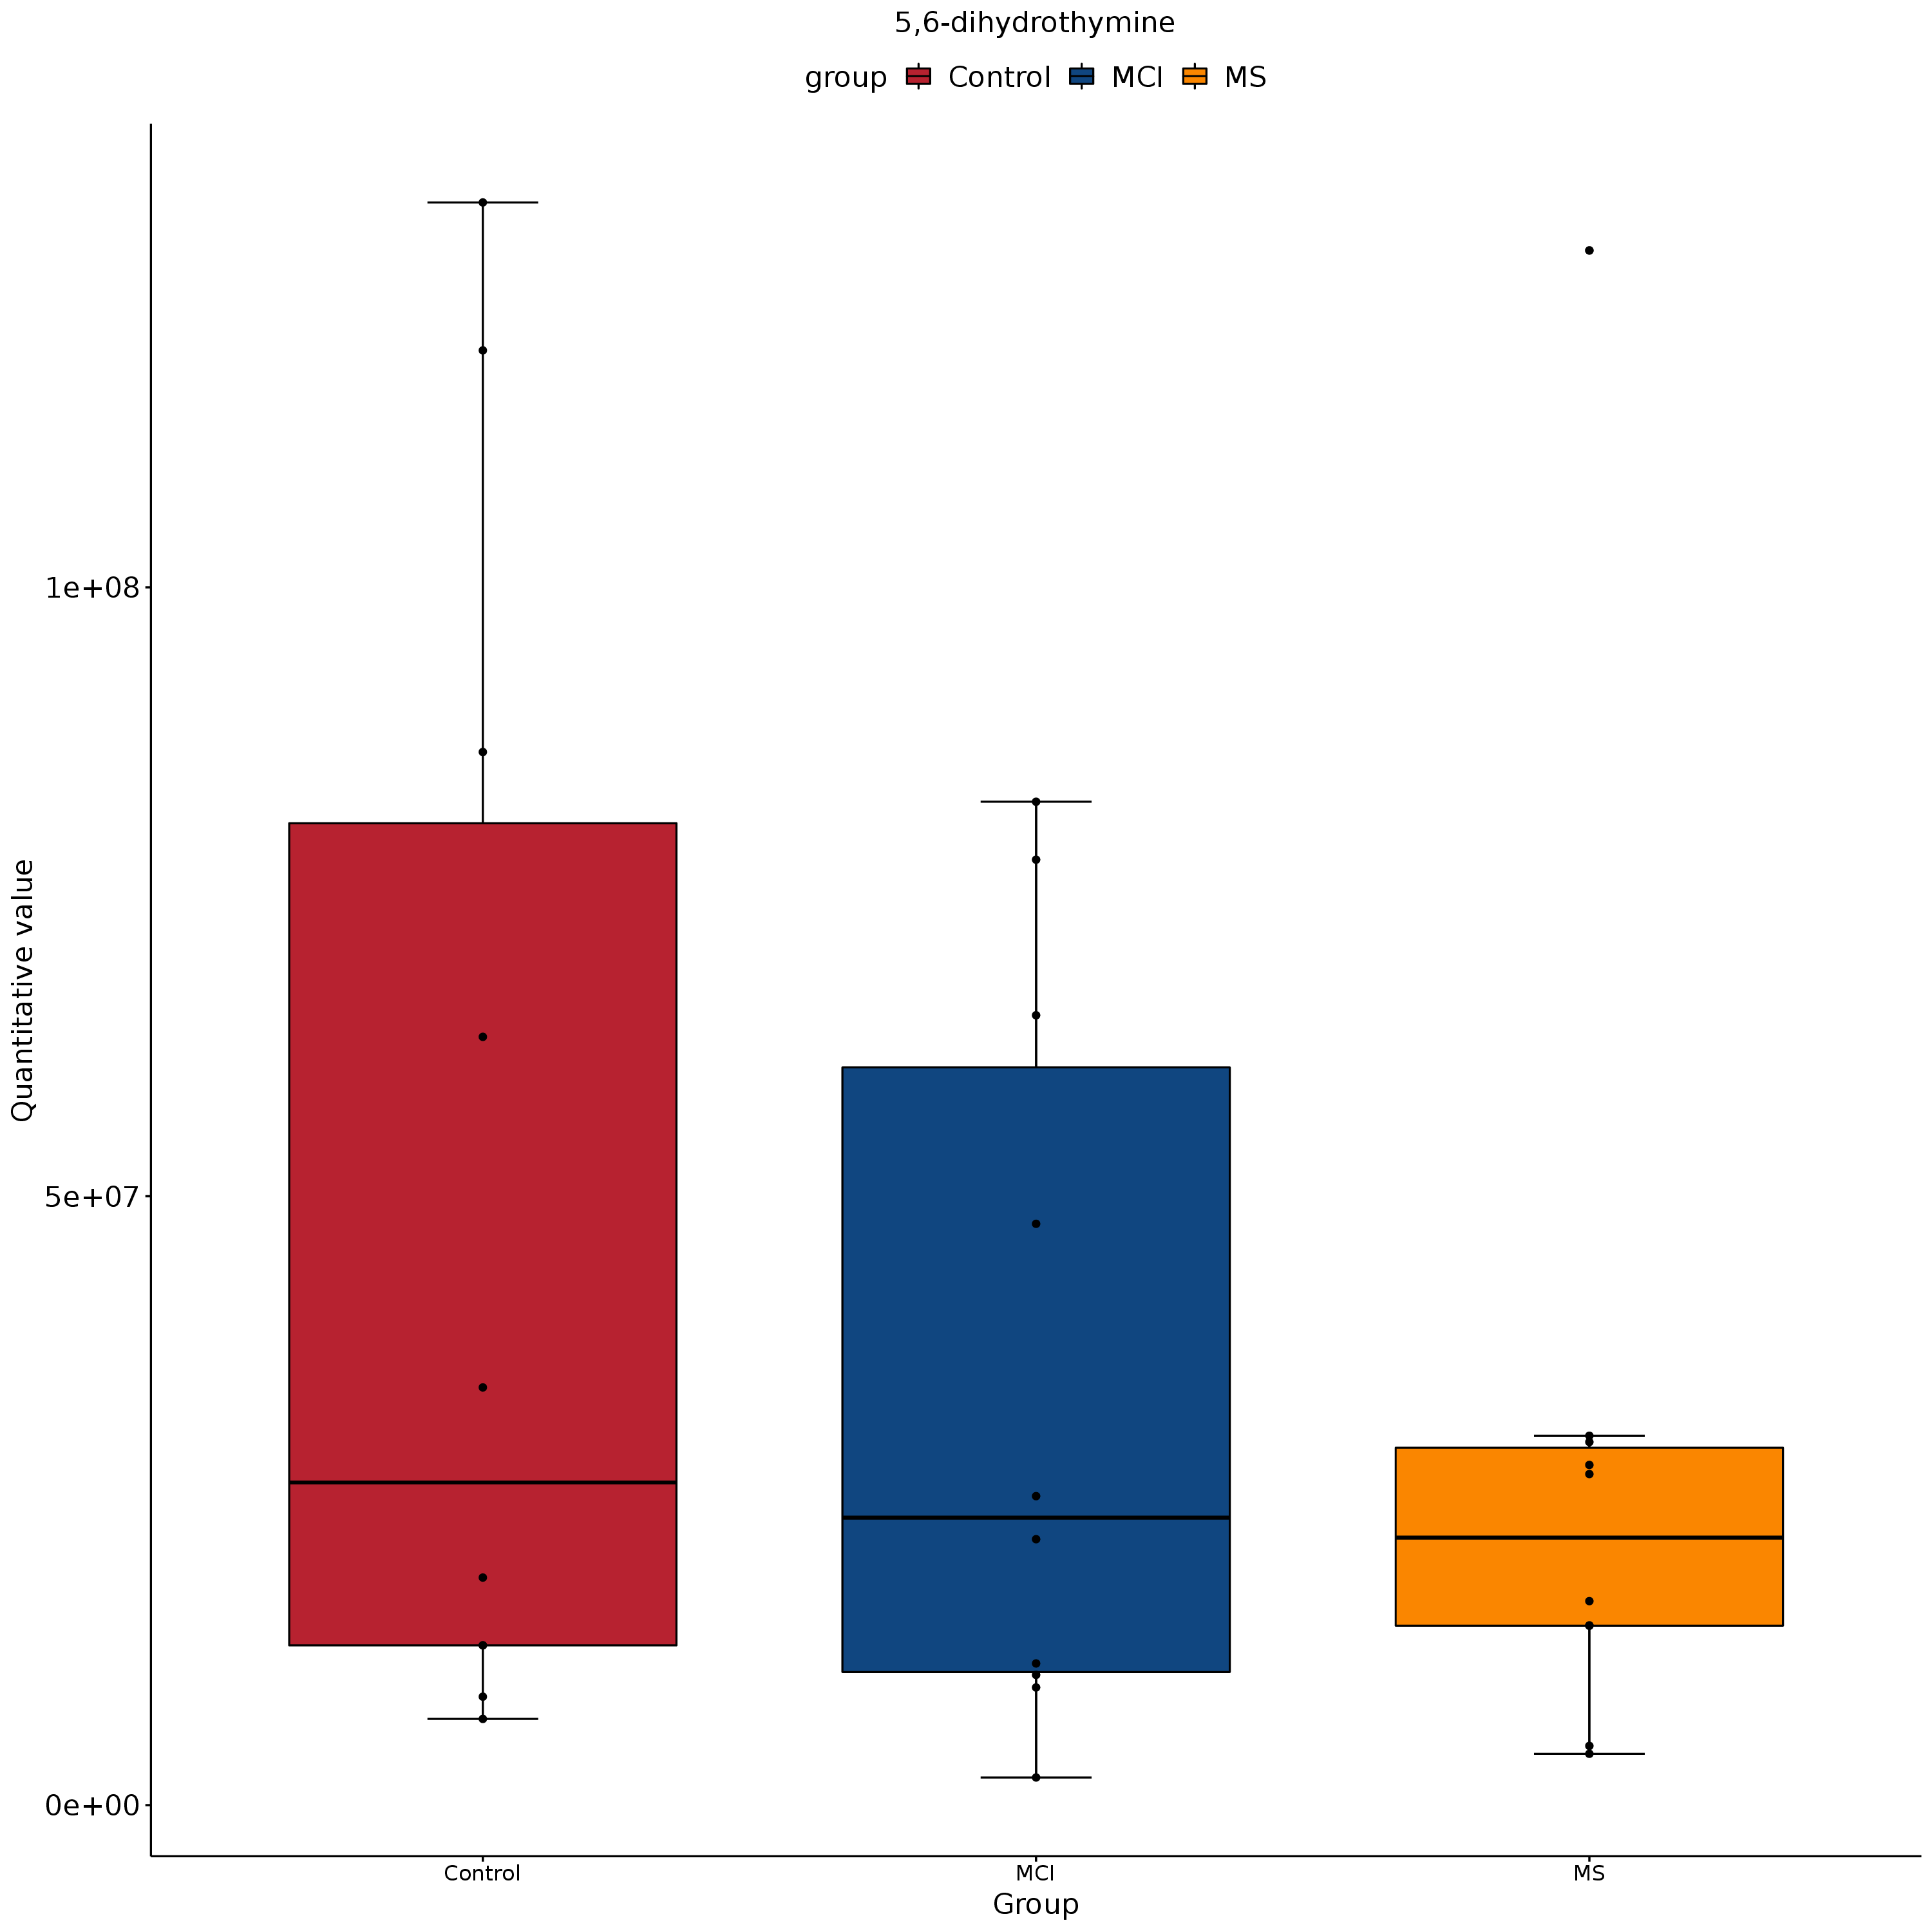 5,6-dihydrothymine
group Control MCI MS
Quantitative value
1e+08
5e+07
0e+00
Control MCI MS
Group